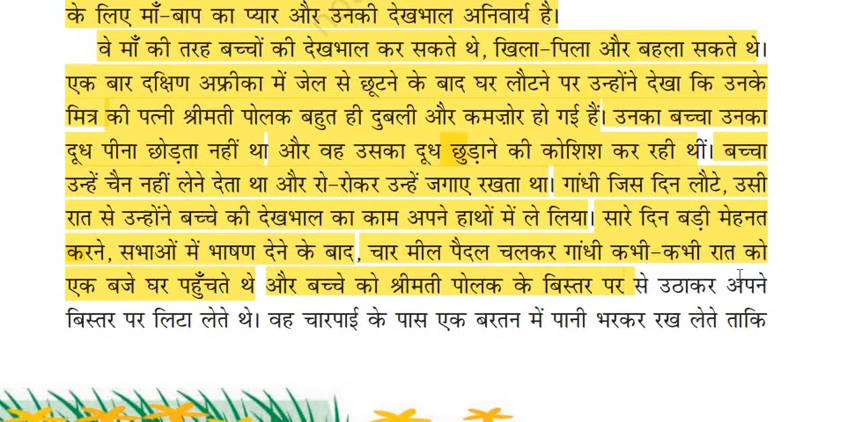 के लिए माँ-बाप का प्यार और उनकी देखभाल अनिवार्य है।
वे माँ की तरह बच्चों की देखभाल कर सकते थे, खिला-पिला और बहला सकते थे।
एक बार दक्षिण अफ्रीका में जेल से छूटने के बाद घर लौटने पर उन्होंने देखा कि उनके
मित्र की पत्नी श्रीमती पोलक बहुत ही दुबली और कमजोर हो गई हैं। उनका बच्चा उनका
दूध पीना छोड़ता नहीं था और वह उसका दूध छुड़ाने की कोशिश कर रही थीं। बच्चा
उन्हें चैन नहीं लेने देता था और रो-रोकर उन्हें जगाए रखता था। गांधी जिस दिन लौटे, उसी
रात से उन्होंने बच्चे की देखभाल का काम अपने हाथों में ले लिया। सारे दिन बड़ी मेहनत
करने, सभाओं में भाषण देने के बाद, चार मील पैदल चलकर गांधी कभी-कभी रात को
एक बजे घर पहुँचते थे और बच्चे को श्रीमती पोलक के बिस्तर पर से उठाकर अपने
बिस्तर पर लिटा लेते थे। वह चारपाई के पास एक बरतन में पानी भरकर रख लेते ताकि